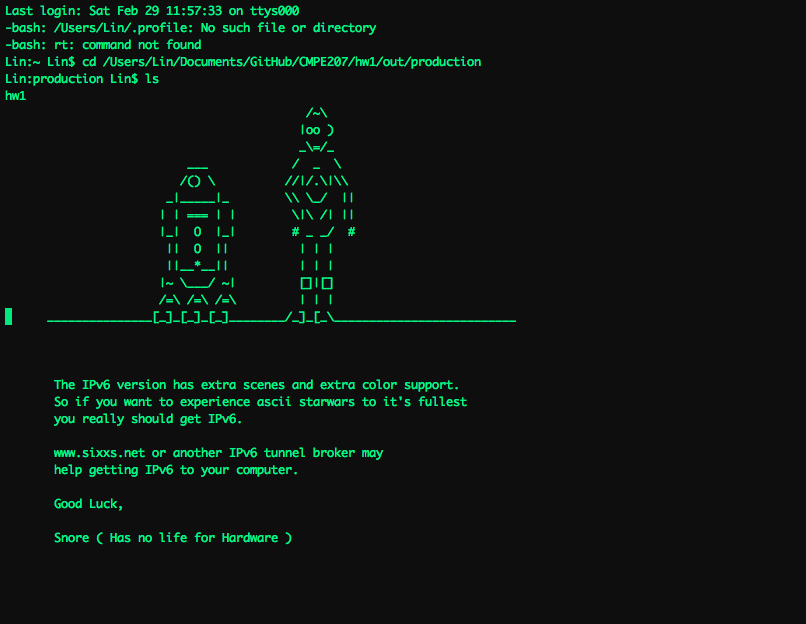 Last login: Sat Feb 29 11:57:33 on ttys000
-bash: /Users/Lin/.profile: No such file or directory
-bash: rt: command not found
Lin:~ Lin$ cd /Users/Lin/Documents/GitHub/CMPE207/hw1/out/production
Lin:production Lin$ ls
hw1
The IPv6 version has extra scenes and extra color support.
So if you want to experience ascii starwars to it's fullest
you really should get IPv6.
www.sixxs.net or another IPv6 tunnel broker may
help getting IPv6 to your computer.
Good Luck,
Snore ( Has no life for Hardware )